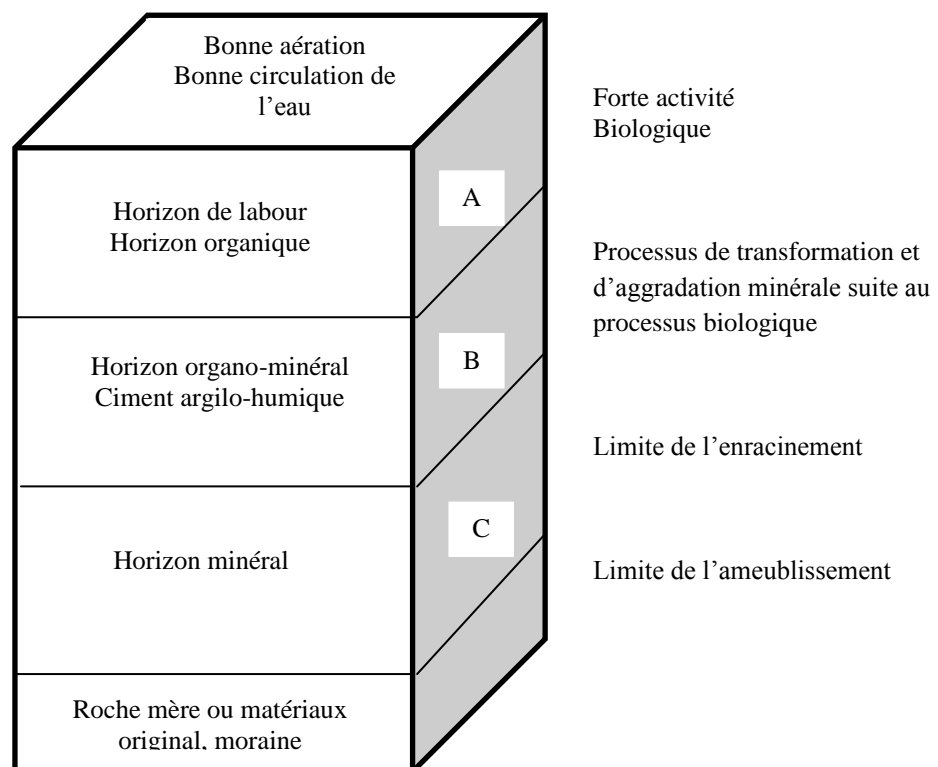 Bonne aération
Bonne circulation de
l’eau
Forte activité
Biologique
A
Horizon de labour
Horizon organique
Processus de transformation et
d’aggradation minérale suite au
processus biologique
B
Horizon organo-minéral
Ciment argilo-humique
Limite de l’enracinement
C
Horizon minéral
Limite de l’ameublissement
Roche mère ou matériaux
original, moraine